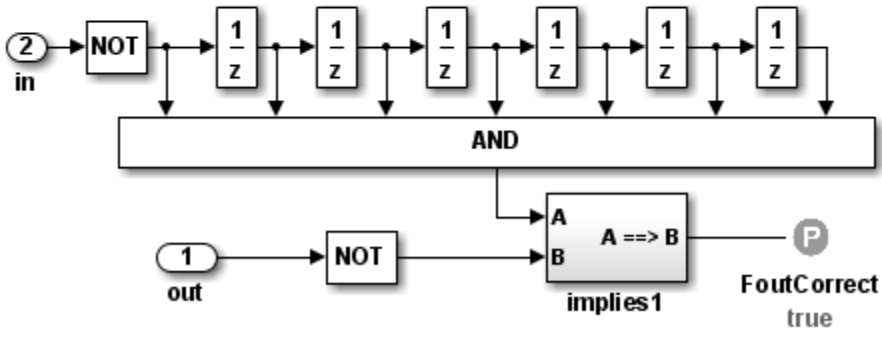 2
in
NOT
1
z
1
z
1
z
1
z
1
z
1
z
AND
A
B
A ==> B
implies1
1
out
NOT
P
FoutCorrect
true